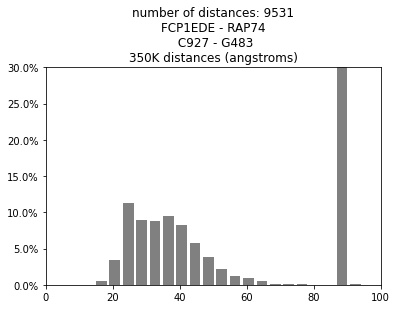 number of distances: 9531
FCP1EDE - RAP74
C927 - G483
350K distances (angstroms)
30.0%
25.0%
20.0%
15.0%
10.0%
5.0%
0.0%
0 20 40 60 80 100